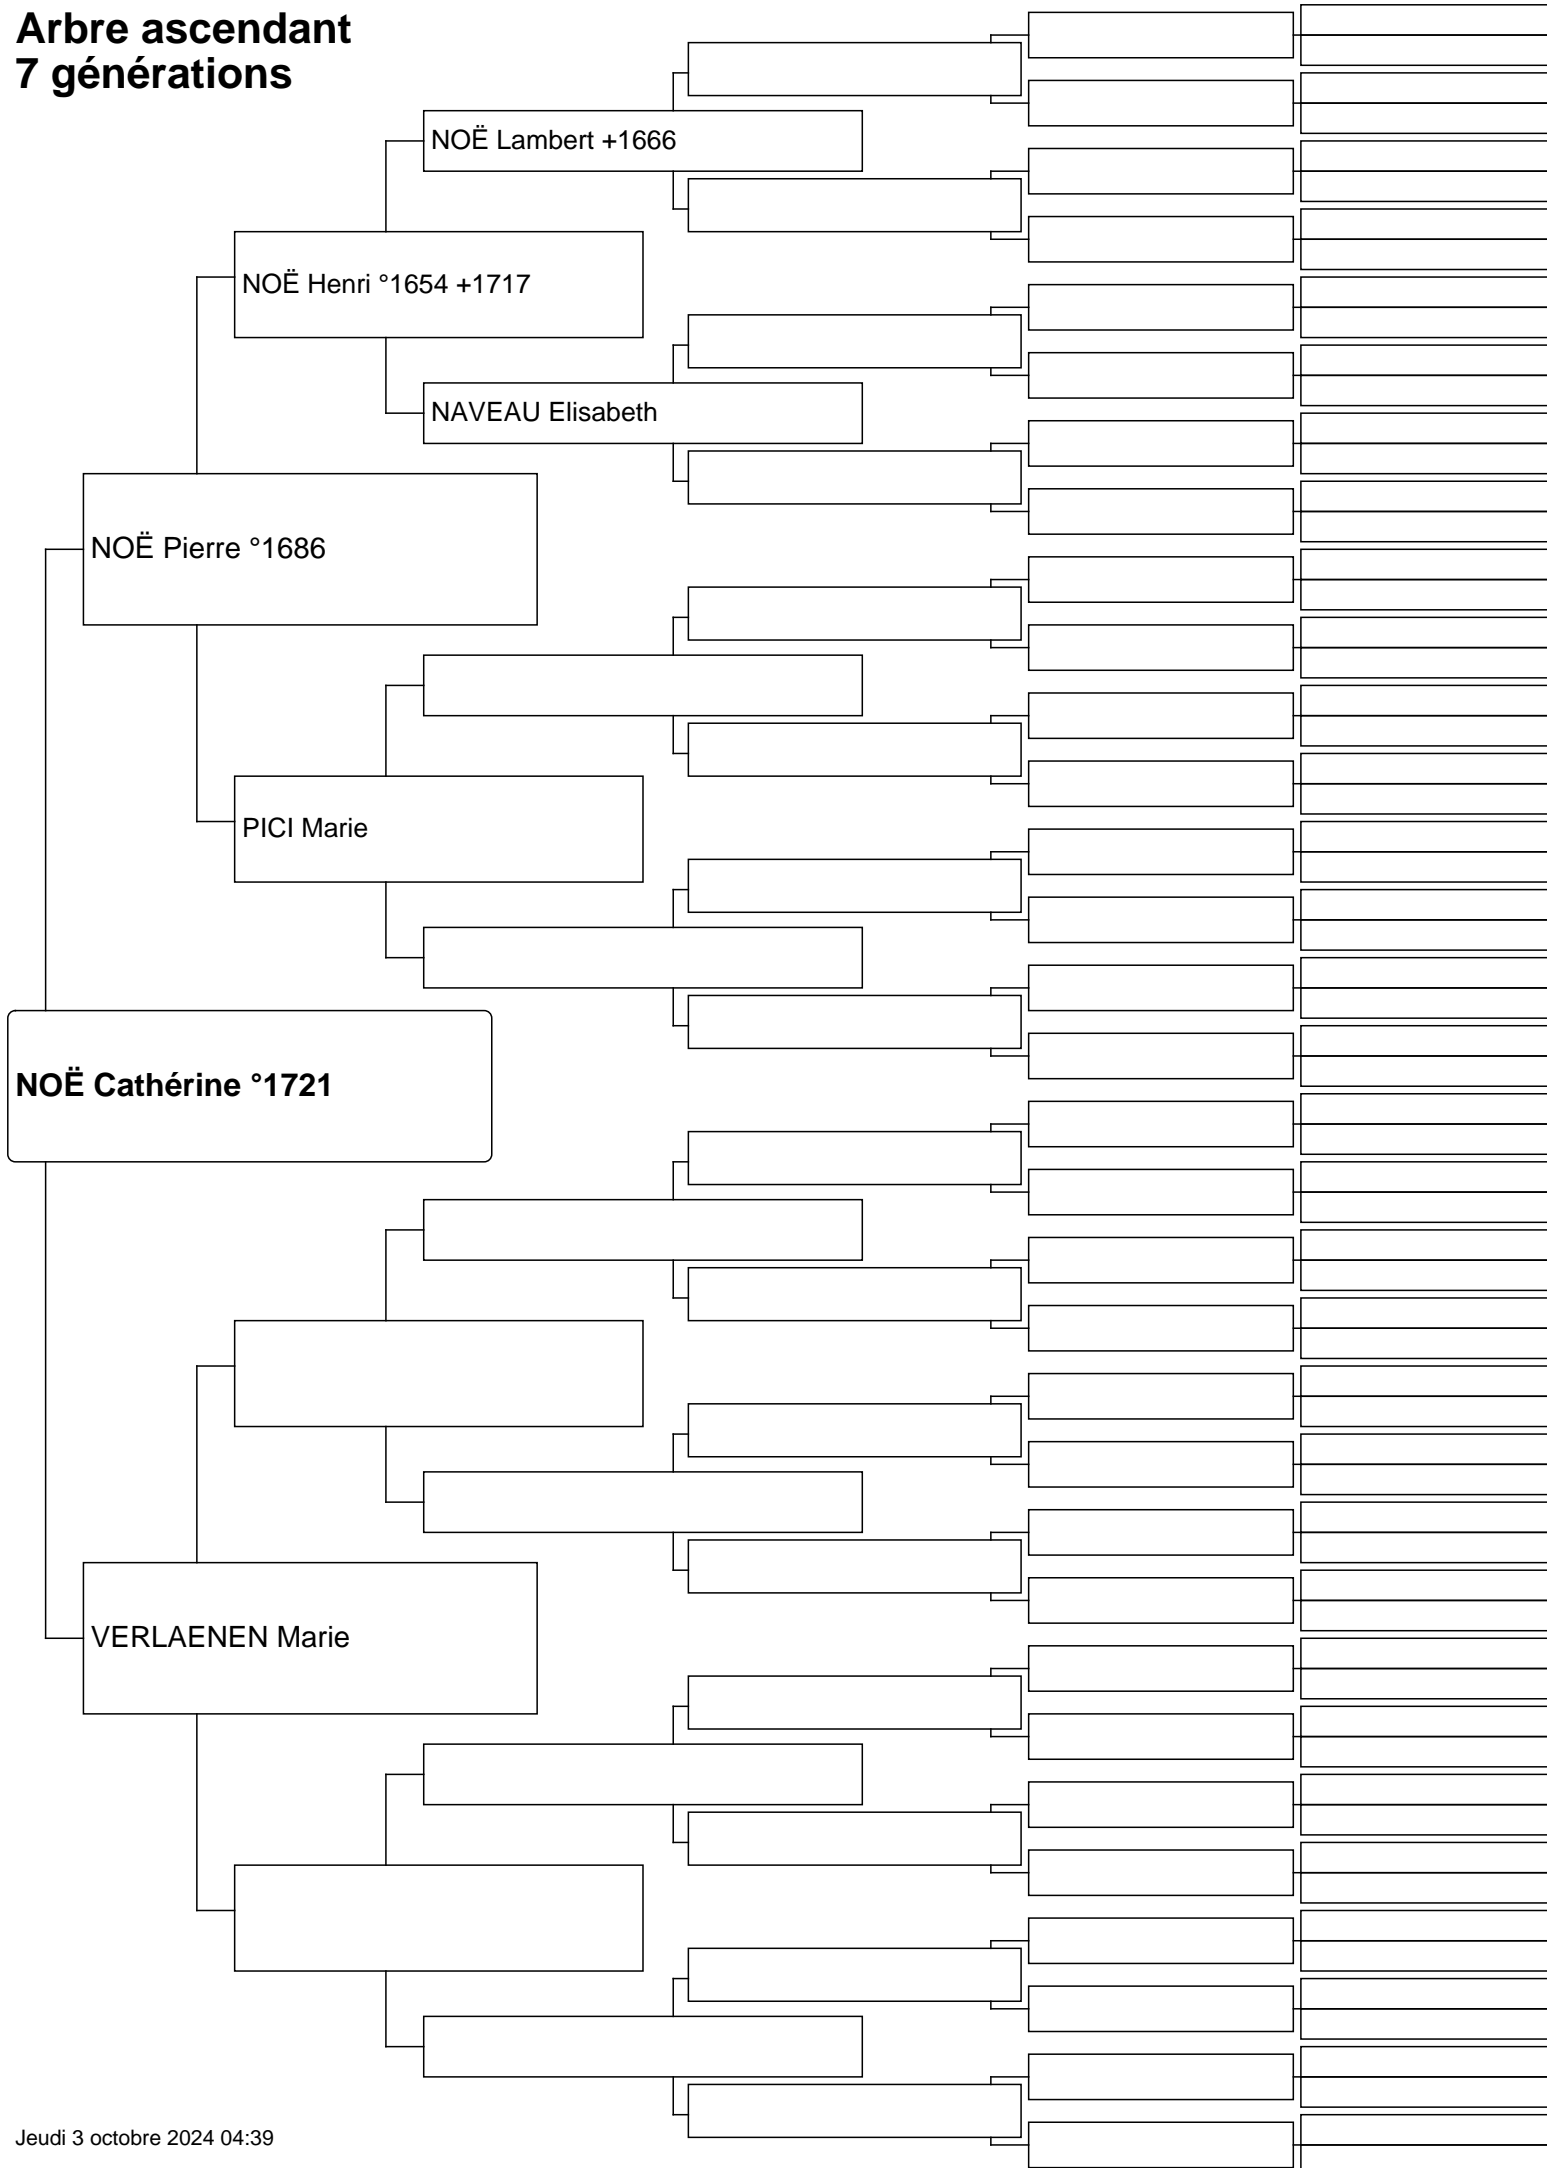 Arbre ascendant
7 générations
NOË Lambert +1666
NOË Henri °1654 +1717
NAVEAU Elisabeth
NOË Pierre °1686
PICI Marie
NOË Cathérine °1721
VERLAENEN Marie
Jeudi 3 octobre 2024 04:39